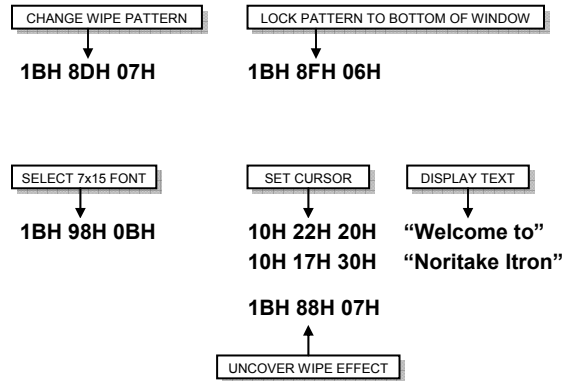 CHANGE WIPE PATTERN
LOCK PATTERN TO BOTTOM OF WINDOW
1BH 8DH 07H
1BH 8FH 06H
SELECT 7x15 FONT
SET CURSOR
DISPLAY TEXT
1BH 98H 0BH
10H 22H 20H “Welcome to”
10H 17H 30H “Noritake Itron”
1BH 88H 07H
UNCOVER WIPE EFFECT